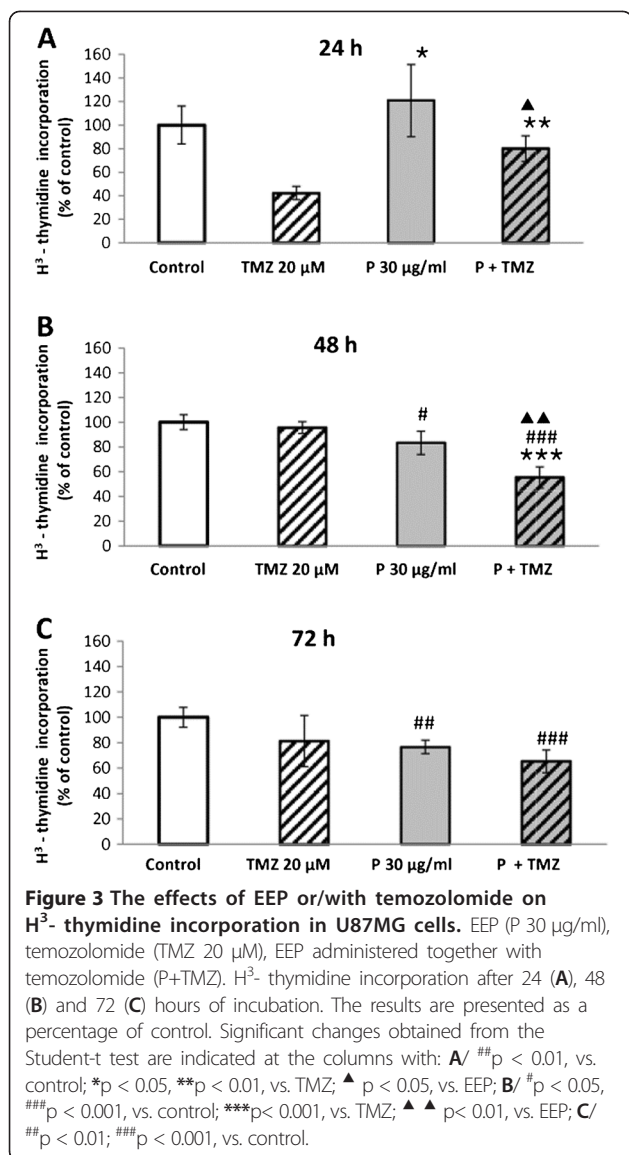 A
24 h
H³ - thymidine incorporation
(% of control)
160
140
120
100
80
60
40
20
0
*
▲
**
Control TMZ 20 µM P 30 µg/ml P + TMZ
B
48 h
H³ - thymidine incorporation
(% of control)
160
140
120
100
80
60
40
20
0
#
▲▲
###
***
Control TMZ 20 µM P 30 µg/ml P + TMZ
C
72 h
H³ - thymidine incorporation
(% of control)
160
140
120
100
80
60
40
20
0
##
###
Control TMZ 20 µM P 30 µg/ml P + TMZ
Figure 3 The effects of EEP or/with temozolomide on
H³- thymidine incorporation in U87MG cells. EEP (P 30 µg/ml),
temozolomide (TMZ 20 µM), EEP administered together with
temozolomide (P+TMZ). H³- thymidine incorporation after 24 (A), 48
(B) and 72 (C) hours of incubation. The results are presented as a
percentage of control. Significant changes obtained from the
Student-t test are indicated at the columns with: A/ ##p < 0.01, vs.
control; *p < 0.05, **p < 0.01, vs. TMZ; ▲ p < 0.05, vs. EEP; B/ #p < 0.05,
###p < 0.001, vs. control; ***p< 0.001, vs. TMZ; ▲ ▲ p< 0.01, vs. EEP; C/
##p < 0.01; ###p < 0.001, vs. control.